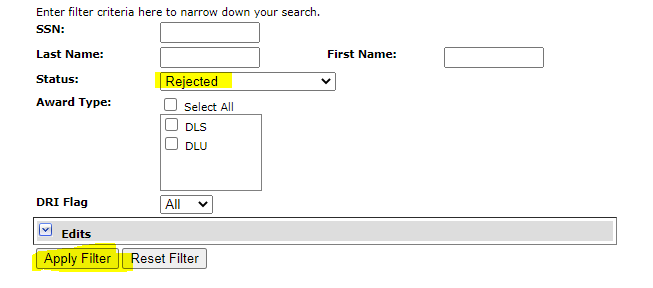 Enter filter criteria here to narrow down your search.
SSN:
Last Name: First Name:
Status: Rejected
Award Type: Select All
DLS
DLU
DRI Flag All
Edits
Apply Filter Reset Filter